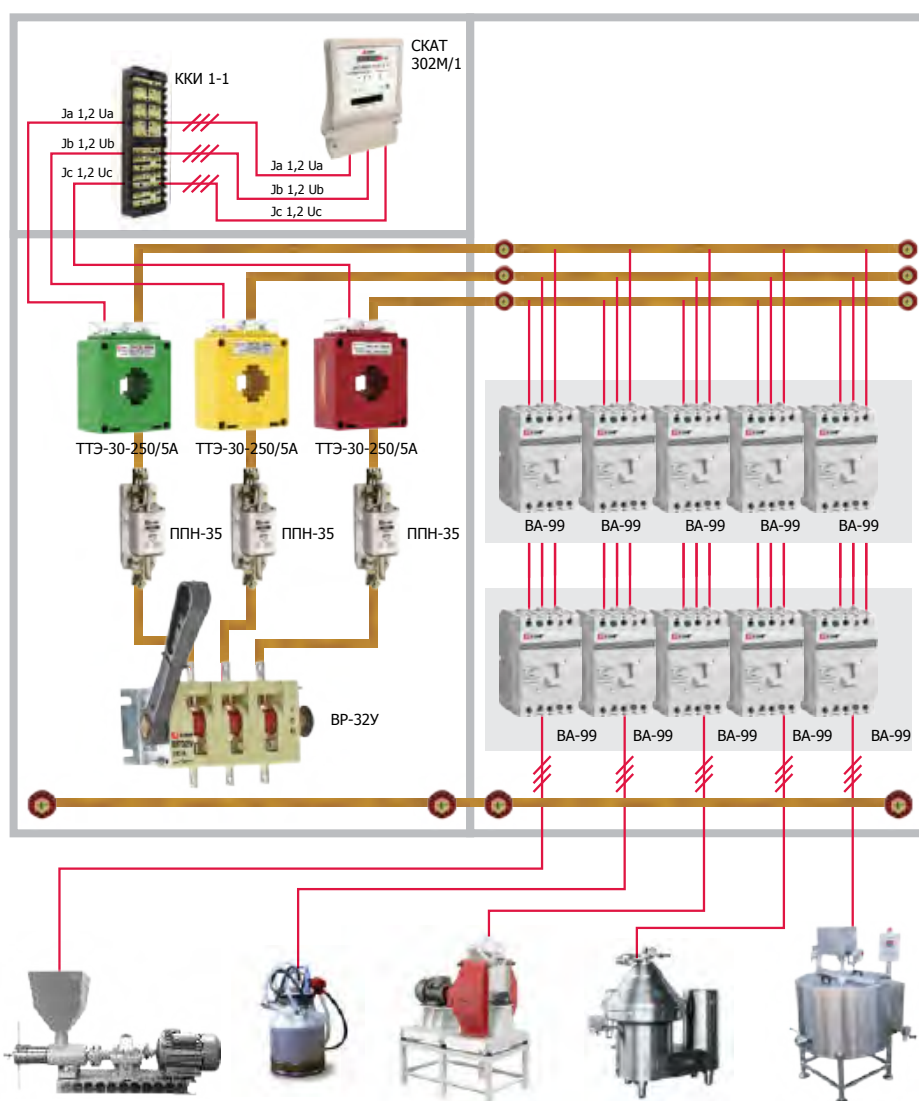 СКАТ
302М/1
ККИ 1-1
Ja 1,2 Ua
Jb 1,2 Ub
Jc 1,2 Uc
Ja 1,2 Ua
Jb 1,2 Ub
Jc 1,2 Uc
ТТЭ-30-250/5А
ТТЭ-30-250/5А
ТТЭ-30-250/5А
ППН-35
ППН-35
ППН-35
ВР-32У
ВА-99
ВА-99
ВА-99
ВА-99
ВА-99
ВА-99
ВА-99
ВА-99
ВА-99
ВА-99